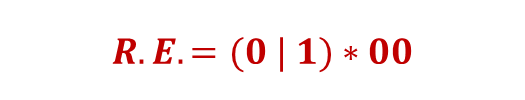 R. E. = (0 | 1) * 00